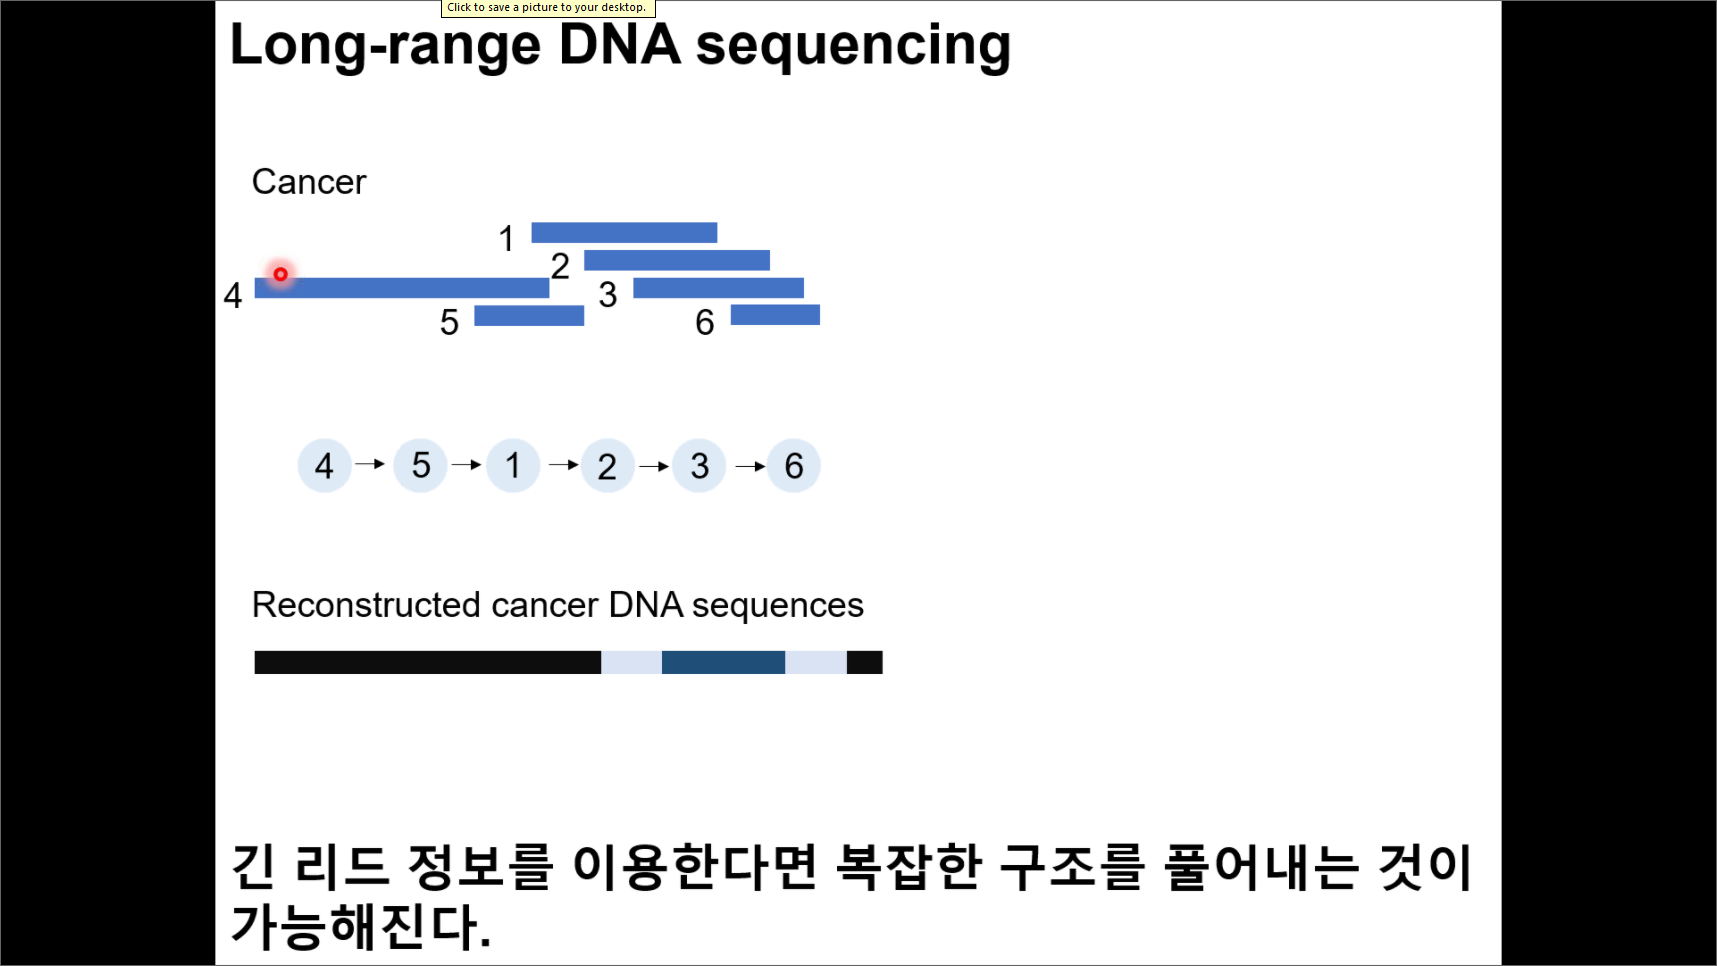 Click to save a picture to your desktop.
Long-range DNA sequencing
Cancer
1
2
4
3
5
6
4 5 1 2 3 6
Reconstructed cancer DNA sequences
긴 리드 정보를 이용한다면 복잡한 구조를 풀어내는 것이
가능해진다.